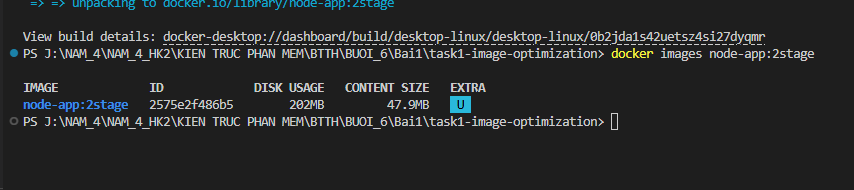 => => unpacking to docker.io/library/node-app:2stage
View build details: docker-desktop://dashboard/build/desktop-linux/desktop-linux/0b2jda1s42uetsz4si27dyqmr
PS J:\NAM_4\NAM_4_HK2\KIEN TRUC PHAN MEM\BTTH\BUOI_6\Bai1\task1-image-optimization> docker images node-app:2stage
IMAGE ID DISK USAGE CONTENT SIZE EXTRA
node-app:2stage 2575e2f486b5 202MB 47.9MB U
PS J:\NAM_4\NAM_4_HK2\KIEN TRUC PHAN MEM\BTTH\BUOI_6\Bai1\task1-image-optimization>